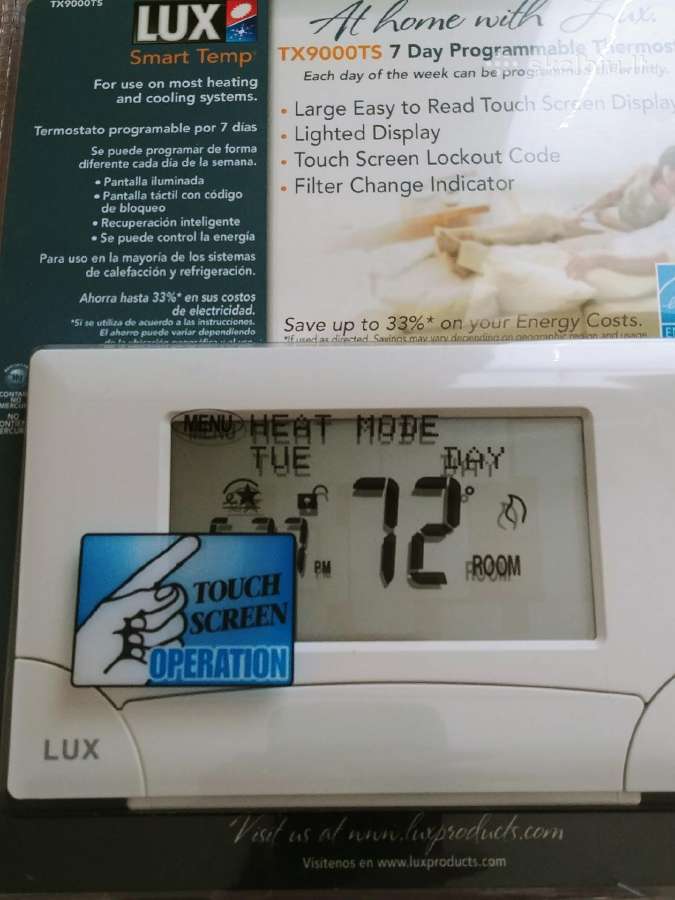 TX9000TS
LUX
Smart Temp
For use on most heating
and cooling systems.
Termostato programable por 7 días
Se puede programar de forma
diferente cada día de la semana.
• Pantalla iluminada
• Pantalla táctil con código
de bloqueo
• Recuperación inteligente
• Se puede controlar la energía
Para uso en la mayoría de los sistemas
de calefacción y refrigeración.
Ahorra hasta 33%* en sus costos
de electricidad.
*Si se utiliza de acuerdo a las instrucciones.
El ahorro puede variar dependiendo
At home with Lux.
TX9000TS 7 Day Programmable Thermost
Each day of the week can be programmed differently.
skelbiu.lt
• Large Easy to Read Touch Screen Display
• Lighted Display
• Touch Screen Lockout Code
• Filter Change Indicator
Save up to 33%* on your Energy Costs.
*If used as directed. Savings may vary depending on geographic region and usage.
MENU HEAT MODE
TUE DAY
72°
PM
ROOM
TOUCH
SCREEN
OPERATION
LUX
Visit us at www.luxproducts.com
Visítenos en www.luxproducts.com